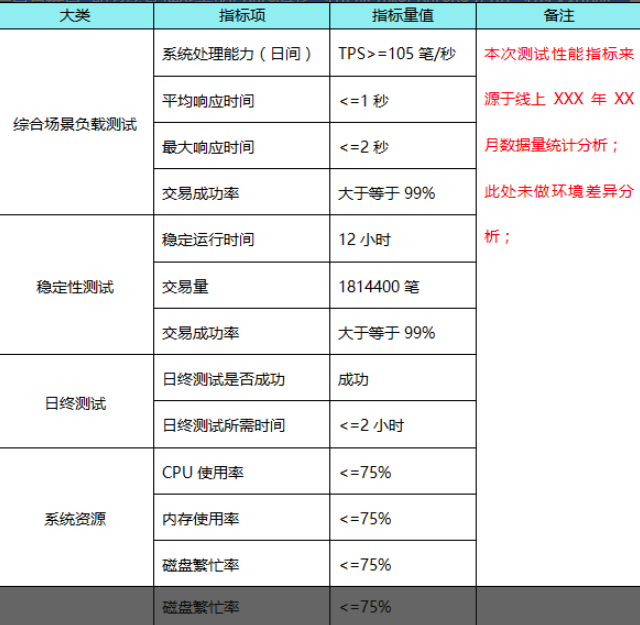 大类 指标项 指标量值 备注
综合场景负载测试 系统处理能力（日间） TPS>=105 笔/秒
平均响应时间 <=1 秒
最大响应时间 <=2 秒
交易成功率 大于等于 99%
本次测试性能指标来
源于线上 XXX 年 XX
月数据量统计分析；
此处未做环境差异分
析；
稳定性测试 稳定运行时间 12 小时
交易量 1814400 笔
交易成功率 大于等于 99%
日终测试 日终测试是否成功 成功
日终测试所需时间 <=2 小时
系统资源 CPU 使用率 <=75%
内存使用率 <=75%
磁盘繁忙率 <=75%
磁盘繁忙率 <=75%